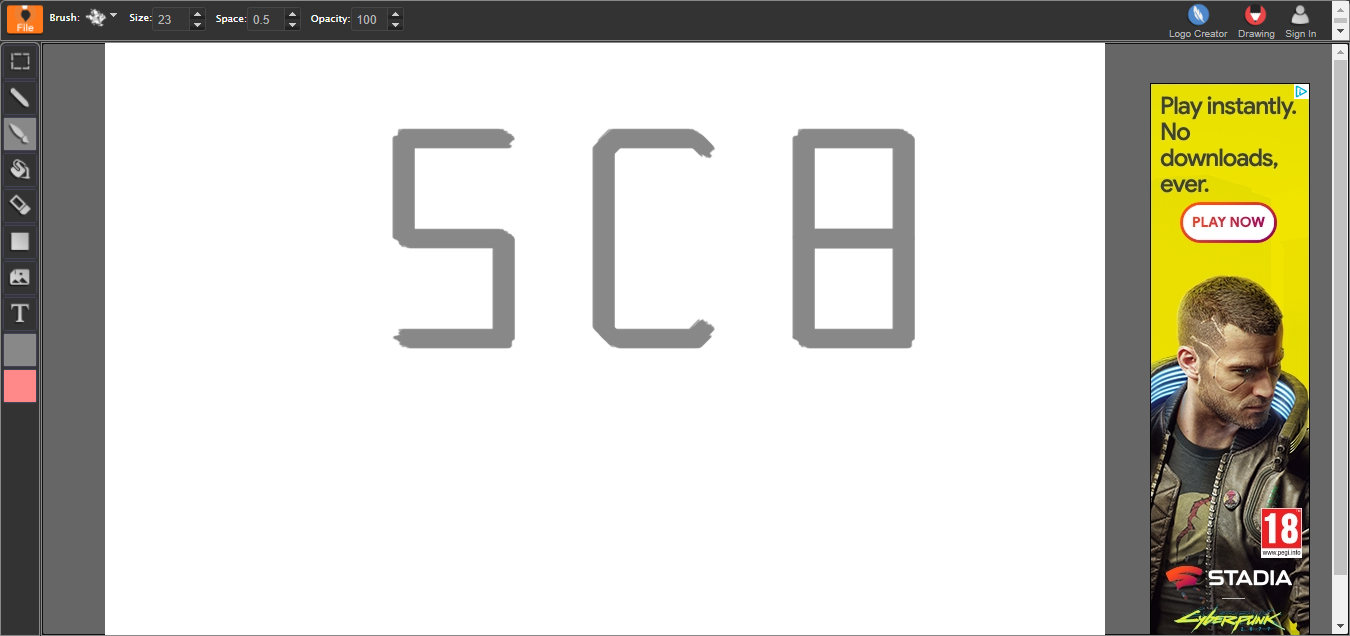 File Brush: Size: 23 Space: 0.5 Opacity: 100 Logo Creator Drawing Sign In
T
SC8
Play instantly.
No
downloads,
ever.
PLAY NOW
18
www.pegi.info
STADIA
Cyberpunk